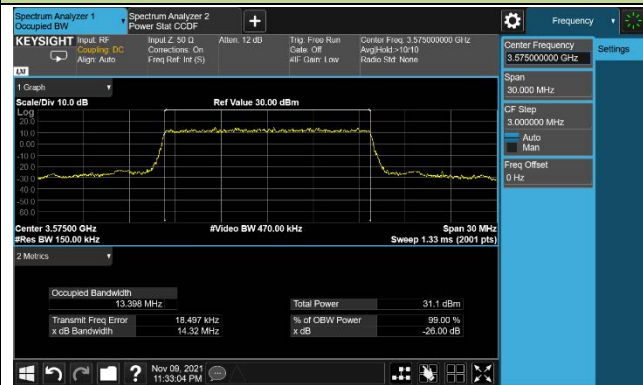 Spectrum Analyzer 1
Occupied BW
Spectrum Analyzer 2
Power Stat CCDF
Frequency
KEYSIGHT
Input: RF
Coupling: DC
Align: Auto
Input Z: 50 Ω
Corrections: On
Freq Ref: Int (S)
Atten: 12 dB
Trig: Free Run
Gate: Off
#IF Gain: Low
Center Freq: 3.575000000 GHz
Avg|Hold:>10/10
Radio Std: None
LXI
Center Frequency
3.575000000 GHz
Settings
Span
30.000 MHz
CF Step
3.000000 MHz
Auto
Man
Freq Offset
0 Hz
1 Graph
Scale/Div 10.0 dB
Ref Value 30.00 dBm
Log
20.0
10.0
0.00
-10.0
-20.0
-30.0
-40.0
-50.0
-60.0
Center 3.57500 GHz
#Video BW 470.00 kHz
Span 30 MHz
#Res BW 150.00 kHz
Sweep 1.33 ms (2001 pts)
2 Metrics
Occupied Bandwidth
13.398 MHz
Total Power 31.1 dBm
Transmit Freq Error 18.497 kHz
% of OBW Power 99.00 %
x dB Bandwidth 14.32 MHz
x dB -26.00 dB
Nov 09, 2021
11:33:04 PM